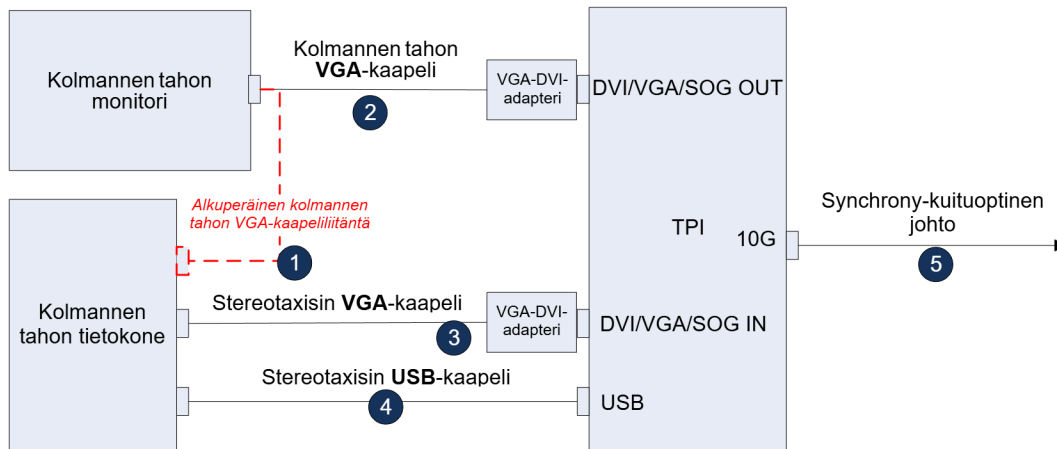 Kolmannen tahon
monitori
Kolmannen tahon
VGA-kaapeli
2
VGA-DVI-
adapteri
DVI/VGA/SOG OUT
Alkuperäinen kolmannen
tahon VGA-kaapeliliitäntä
1
TPI
10G
Synchrony-kuituoptinen
johto
5
Kolmannen
tahon tietokone
Stereotaxisin VGA-kaapeli
3
VGA-DVI-
adapteri
DVI/VGA/SOG IN
Stereotaxisin USB-kaapeli
4
USB